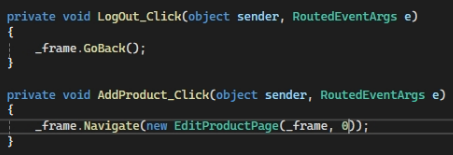 private void LogOut_Click(object sender, RoutedEventArgs e)
{
    _frame.GoBack();
}
private void AddProduct_Click(object sender, RoutedEventArgs e)
{
    _frame.Navigate(new EditProductPage(_frame, 0));
}